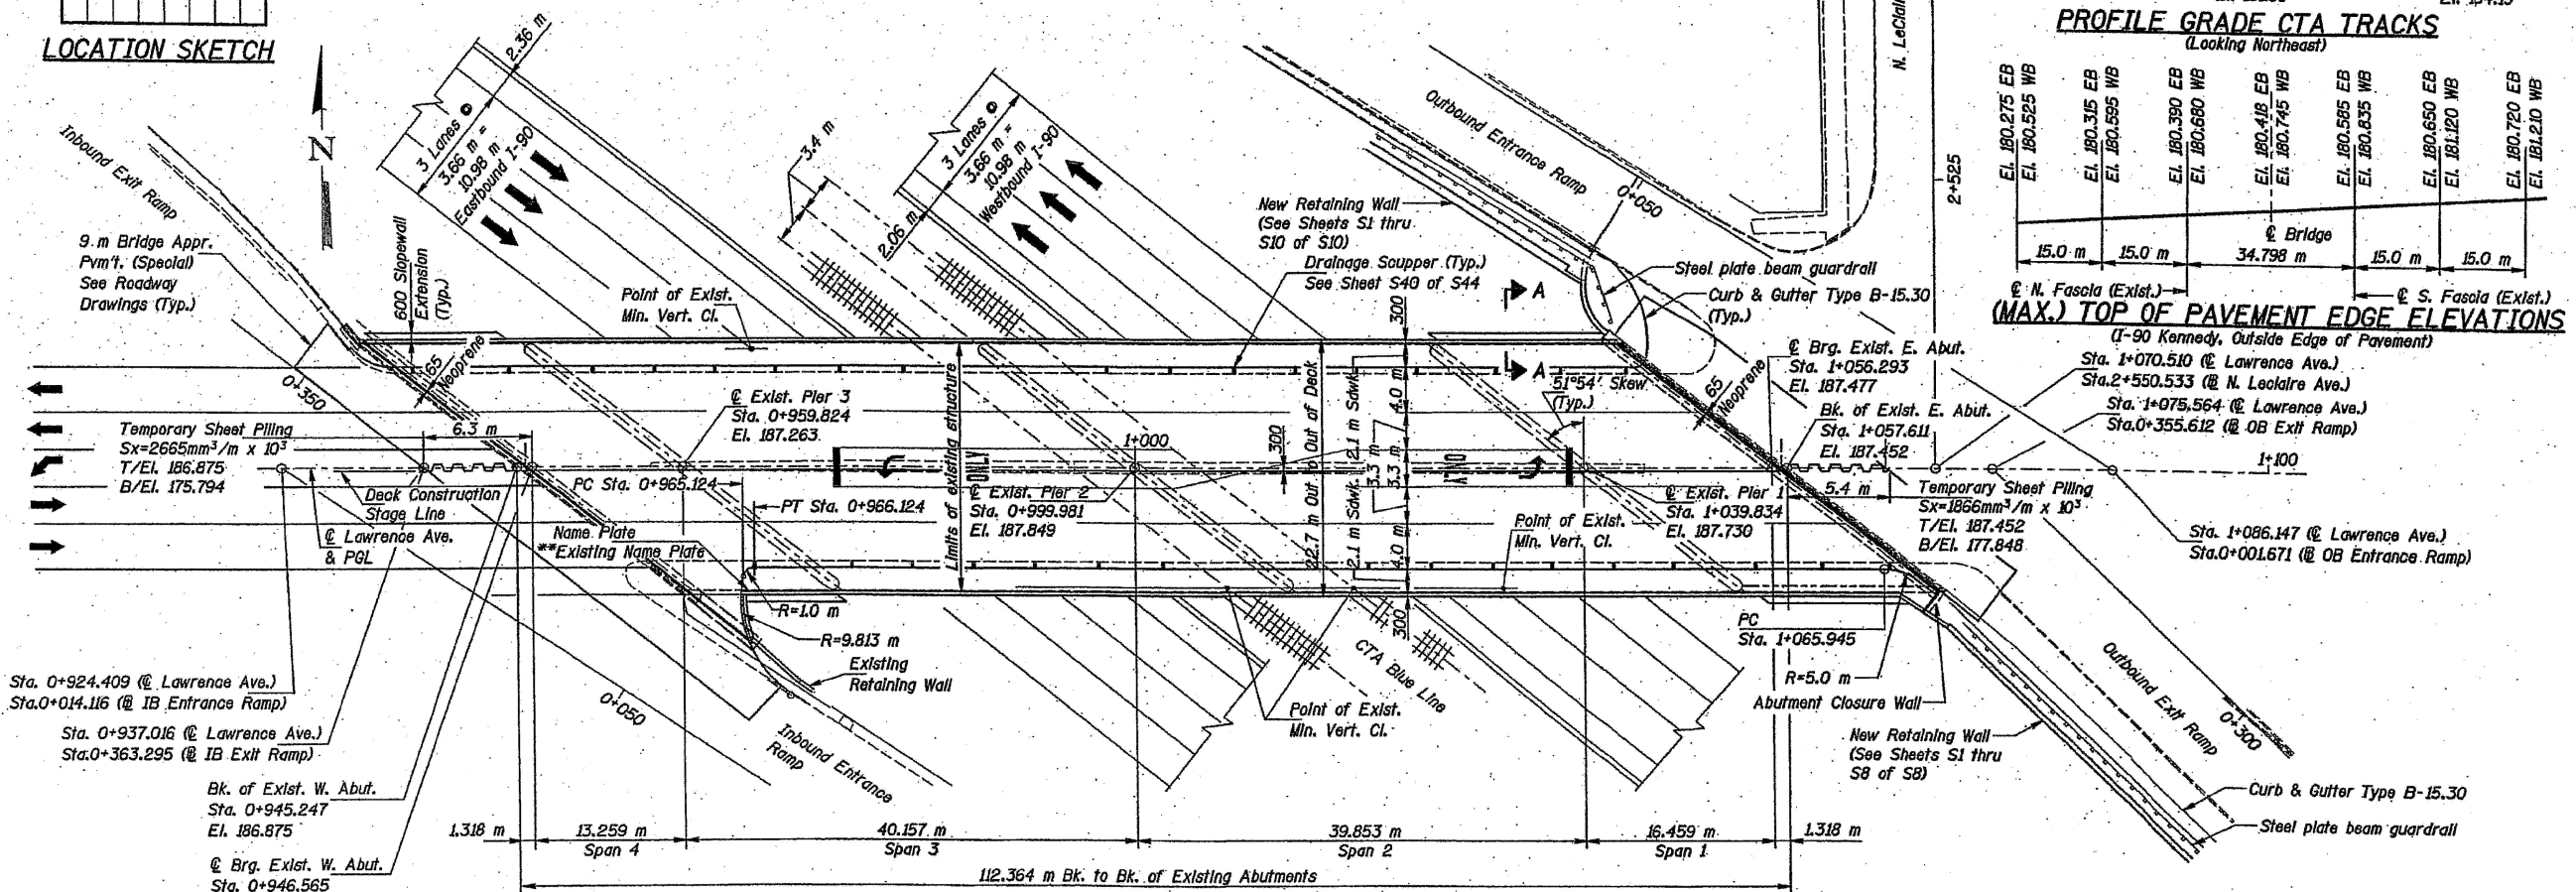 LOCATION SKETCH
N
Inbound Exit Ramp
9 m Bridge Appr.
Pvm't. (Special)
See Roadway
Drawings (Typ.)
600 Slopewall
Extension
(Typ.)
2.36 m
3 Lanes @
3.66 m =
10.98 m
Eastbound I-90
3.4 m
2.06 m
3 Lanes @
3.66 m =
10.98 m
Westbound I-90
Point of Exist.
Min. Vert. Cl.
New Retaining Wall
(See Sheets S1 thru
S10 of S10)
Drainage Scupper (Typ.)
See Sheet S40 of S44
Outbound Entrance Ramp
0+050
Steel plate beam guardrail
Curb & Gutter Type B-15.30
(Typ.)
A
A
300
N. Leclair
2+525
PROFILE GRADE CTA TRACKS
(Looking Northeast)
El. 180.275 EB
El. 180.525 WB
El. 180.315 EB
El. 180.595 WB
El. 180.390 EB
El. 180.680 WB
El. 180.418 EB
El. 180.745 WB
El. 180.585 EB
El. 180.835 WB
El. 180.650 EB
El. 181.120 WB
El. 180.720 EB
El. 181.210 WB
℄ Bridge
15.0 m
15.0 m
34.798 m
15.0 m
15.0 m
℄ N. Fascia (Exist.)
℄ S. Fascia (Exist.)
(MAX.) TOP OF PAVEMENT EDGE ELEVATIONS
(I-90 Kennedy, Outside Edge of Pavement)
Sta. 1+070.510 (℄ Lawrence Ave.)
Sta.2+550.533 (℄ N. Leclaire Ave.)
Sta. 1+075.564 (℄ Lawrence Ave.)
Sta.0+355.612 (℄ OB Exit Ramp)
1+100
Sta. 1+086.147 (℄ Lawrence Ave.)
Sta.0+001.671 (℄ OB Entrance Ramp)
0+350
65
Neoprene
Temporary Sheet Piling
Sx=2665mm³/m x 10³
T/El. 186.875
B/El. 175.794
6.3 m
℄ Exist. Pier 3
Sta. 0+959.824
El. 187.263
Limits of existing structure
ONLY
1+000
300
22.7 m Out to Out of Deck
2.1 m Sdwk.
4.0 m
3.3 m
3.3 m
4.0 m
2.1 m Sdwk.
300
51°54' Skew
(Typ.)
ONLY
65
Neoprene
℄ Brg. Exist. E. Abut.
Sta. 1+056.293
El. 187.477
Bk. of Exist. E. Abut.
Sta. 1+057.611
El. 187.452
5.4 m
Temporary Sheet Piling
Sx=1866mm³/m x 10³
T/El. 187.452
B/El. 177.848
Deck Construction
Stage Line
℄ Lawrence Ave.
& PGL
PC Sta. 0+965.124
PT Sta. 0+966.124
Name Plate
**Existing Name Plate
℄ Exist. Pier 2
Sta. 0+999.981
El. 187.849
Point of Exist.
Min. Vert. Cl.
℄ Exist. Pier 1
Sta. 1+039.834
El. 187.730
R=1.0 m
R=9.813 m
Existing
Retaining Wall
0+050
Inbound Entrance
Ramp
CTA Blue Line
Point of Exist.
Min. Vert. Cl.
PC
Sta. 1+065.945
R=5.0 m
Abutment Closure Wall
New Retaining Wall
(See Sheets S1 thru
S8 of S8)
Outbound Exit Ramp
0+300
Curb & Gutter Type B-15.30
Steel plate beam guardrail
Sta. 0+924.409 (℄ Lawrence Ave.)
Sta.0+014.116 (℄ IB Entrance Ramp)
Sta. 0+937.016 (℄ Lawrence Ave.)
Sta.0+363.295 (℄ IB Exit Ramp)
Bk. of Exist. W. Abut.
Sta. 0+945.247
El. 186.875
℄ Brg. Exist. W. Abut.
Sta. 0+946.565
1.318 m
13.259 m
Span 4
40.157 m
Span 3
39.853 m
Span 2
16.459 m
Span 1
1.318 m
112.364 m Bk. to Bk. of Existing Abutments